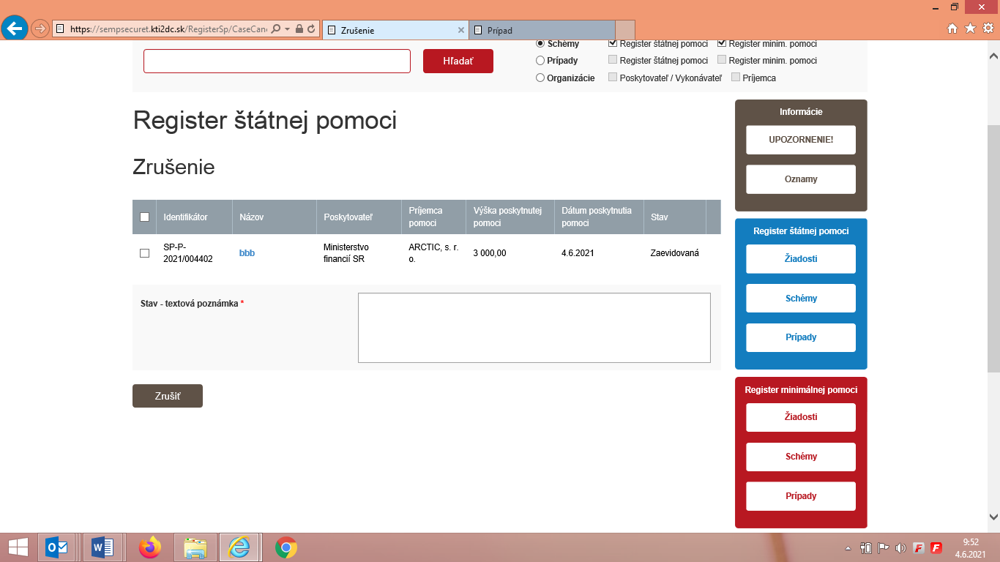 https://sempsecuret.kti2dc.sk/RegisterSp/CaseCan
Zrušenie
Prípad
Schémy
Register štátnej pomoci
Register minim. pomoci
Hľadať
Prípady
Register štátnej pomoci
Register minim. pomoci
Organizácie
Poskytovateľ / Vykonávateľ
Príjemca
Register štátnej pomoci
Zrušenie
Identifikátor
Názov
Poskytovateľ
Príjemca
pomoci
Výška poskytnutej
pomoci
Dátum poskytnutia
pomoci
Stav
SP-P-
2021/004402
bbb
Ministerstvo
financií SR
ARCTIC, s. r.
o.
3 000,00
4.6.2021
Zaevidovaná
Stav - textová poznámka *
Zrušiť
Informácie
UPOZORNENIE!
Oznamy
Register štátnej pomoci
Žiadosti
Schémy
Prípady
Register minimálnej pomoci
Žiadosti
Schémy
Prípady
9:52
4.6.2021